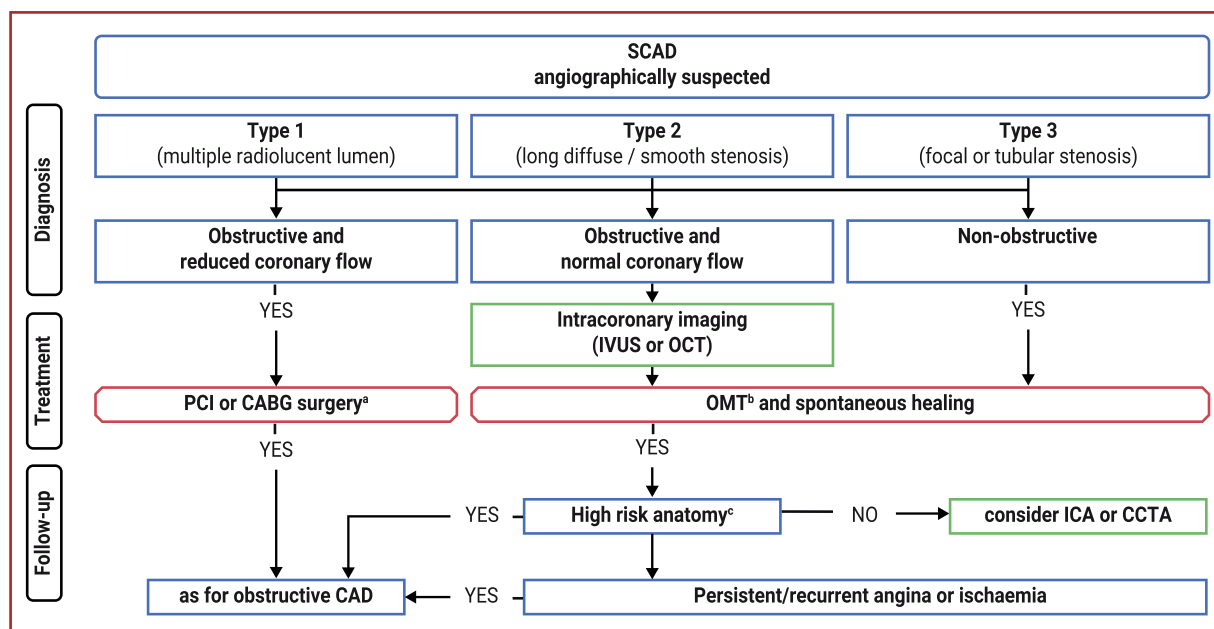 SCAD
angiographically suspected
Diagnosis
Type 1
(multiple radiolucent lumen)
Type 2
(long diffuse / smooth stenosis)
Type 3
(focal or tubular stenosis)
Obstructive and
reduced coronary flow
Obstructive and
normal coronary flow
Non-obstructive
YES
YES
Intracoronary imaging
(IVUS or OCT)
Treatment
PCI or CABG surgeryᵃ
OMTᵇ and spontaneous healing
YES
YES
Follow-up
YES
High risk anatomyᶜ
NO
consider ICA or CCTA
as for obstructive CAD
YES
Persistent/recurrent angina or ischaemia